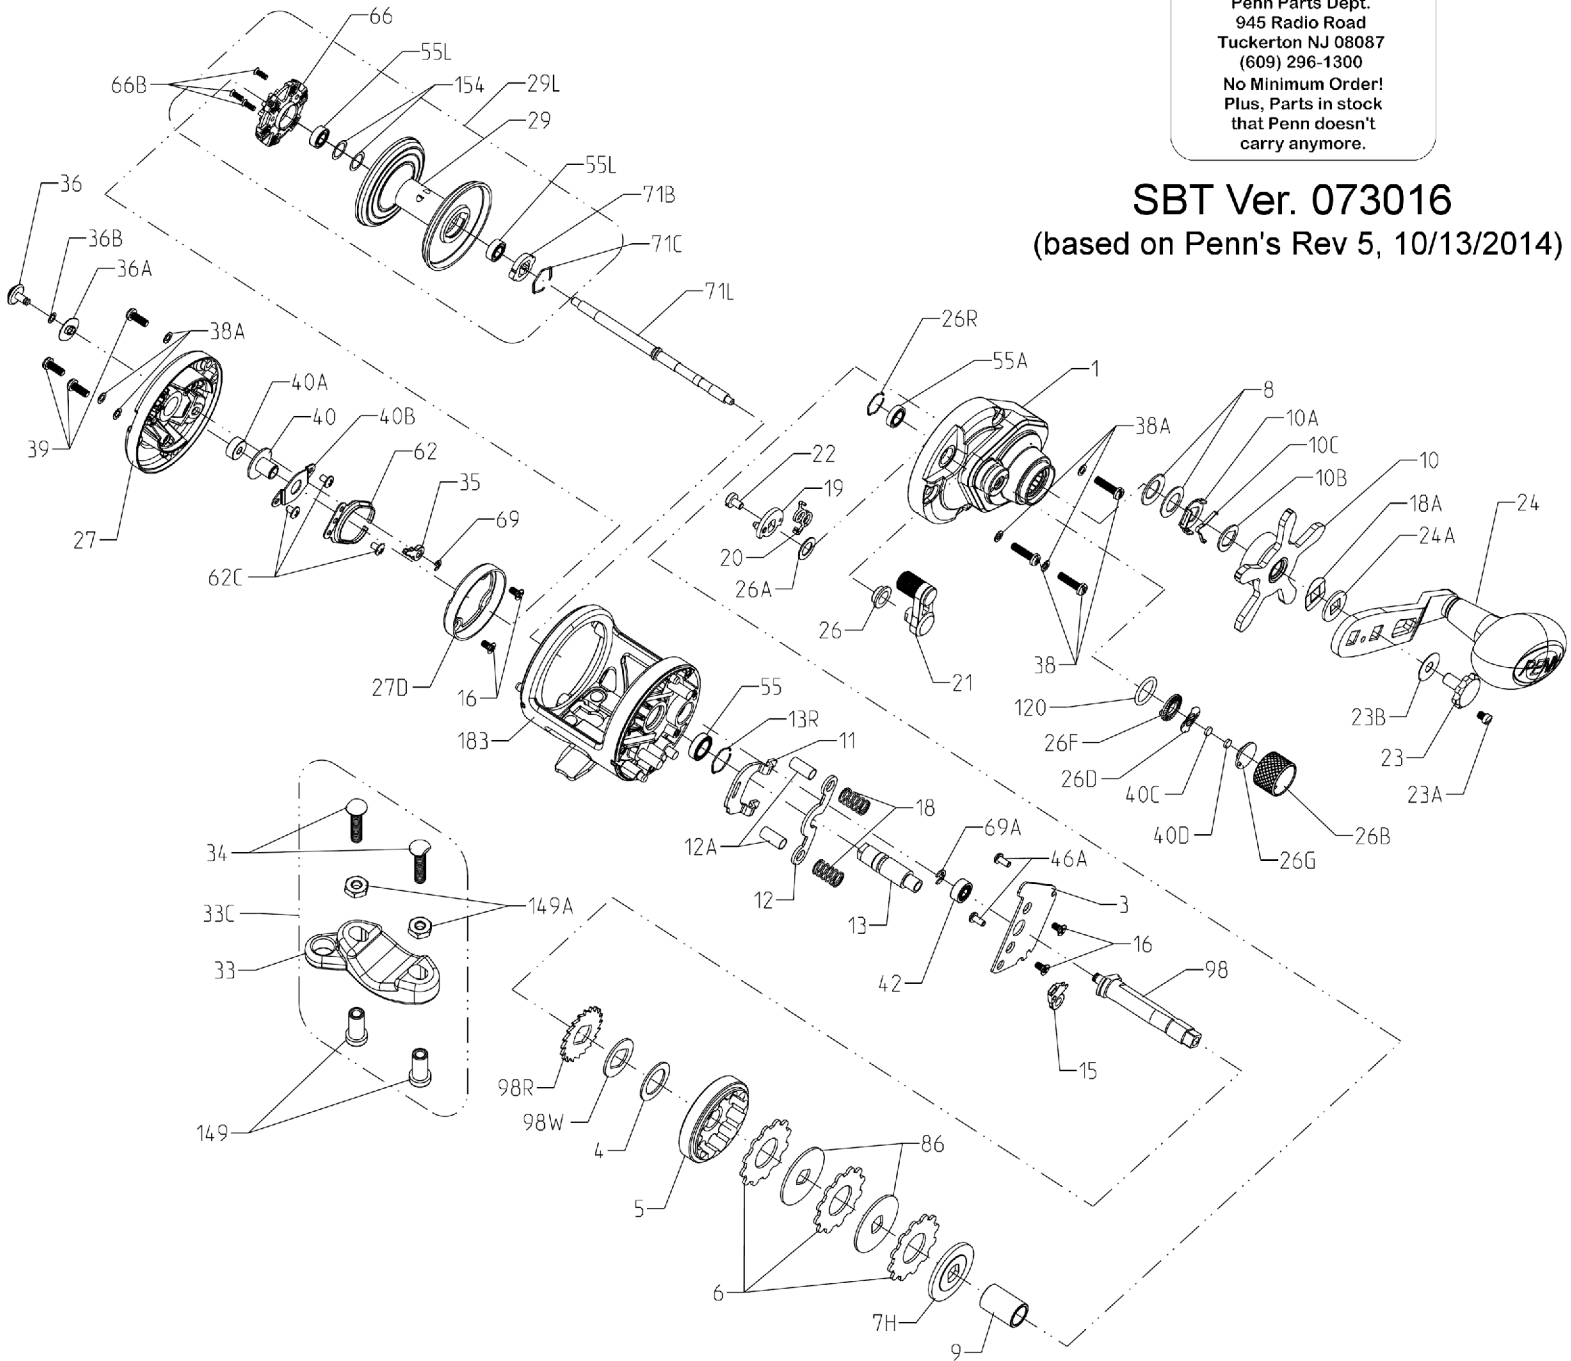 Penn Parts Dept.
945 Radio Road
Tuckerton NJ 08087
(609) 296-1300
No Minimum Order!
Plus, Parts in stock
that Penn doesn't
carry anymore.
SBT Ver. 073016
(based on Penn's Rev 5, 10/13/2014)
66
55L
66B
154
29L
29
55L
71B
71C
71L
36
36B
36A
38A
40A
40
40B
62
35
69
39
27
62C
27D
16
183
26R
55A
1
8
10A
10C
10B
10
18A
24A
24
38A
22
19
20
26A
26
21
38
120
26F
26D
40C
40D
26G
26B
23B
23
23A
PENN
55
13R
11
12A
12
18
13
69A
46A
42
3
16
15
98
34
33C
149A
33
149
98R
98W
4
5
86
6
7H
9